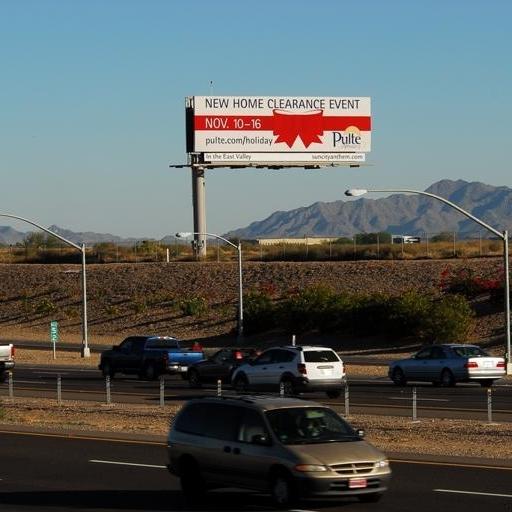 NEW HOME CLEARANCE EVENT
NOV. 10-16
pulte.com/holiday
Pulte
In the East Valley
suncityanthem.com